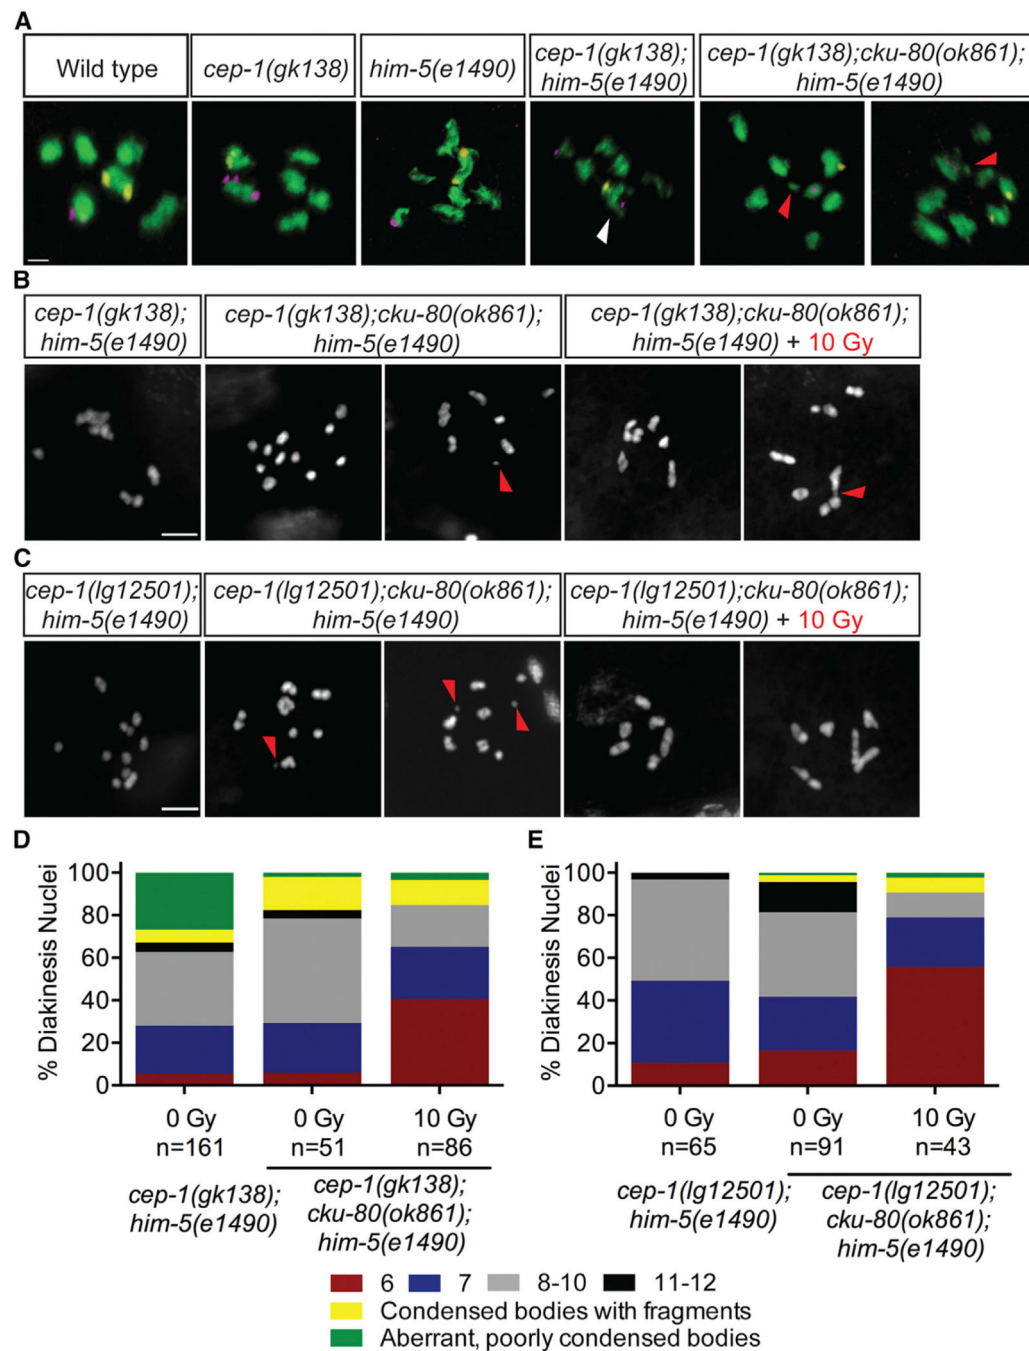 A
Wild type
cep-1(gk138)
him-5(e1490)
cep-1(gk138);
him-5(e1490)
cep-1(gk138);cku-80(ok861);
him-5(e1490)
B
cep-1(gk138);
him-5(e1490)
cep-1(gk138);cku-80(ok861);
him-5(e1490)
cep-1(gk138);cku-80(ok861);
him-5(e1490) + 10 Gy
C
cep-1(lg12501);
him-5(e1490)
cep-1(lg12501);cku-80(ok861);
him-5(e1490)
cep-1(lg12501);cku-80(ok861);
him-5(e1490) + 10 Gy
D
% Diakinesis Nuclei
100
80
60
40
20
0
0 Gy
n=161
0 Gy
n=51
10 Gy
n=86
cep-1(gk138);
him-5(e1490)
cep-1(gk138);
cku-80(ok861);
him-5(e1490)
E
% Diakinesis Nuclei
100
80
60
40
20
0
0 Gy
n=65
0 Gy
n=91
10 Gy
n=43
cep-1(lg12501);
him-5(e1490)
cep-1(lg12501);
cku-80(ok861);
him-5(e1490)
6 7 8-10 11-12
Condensed bodies with fragments
Aberrant, poorly condensed bodies